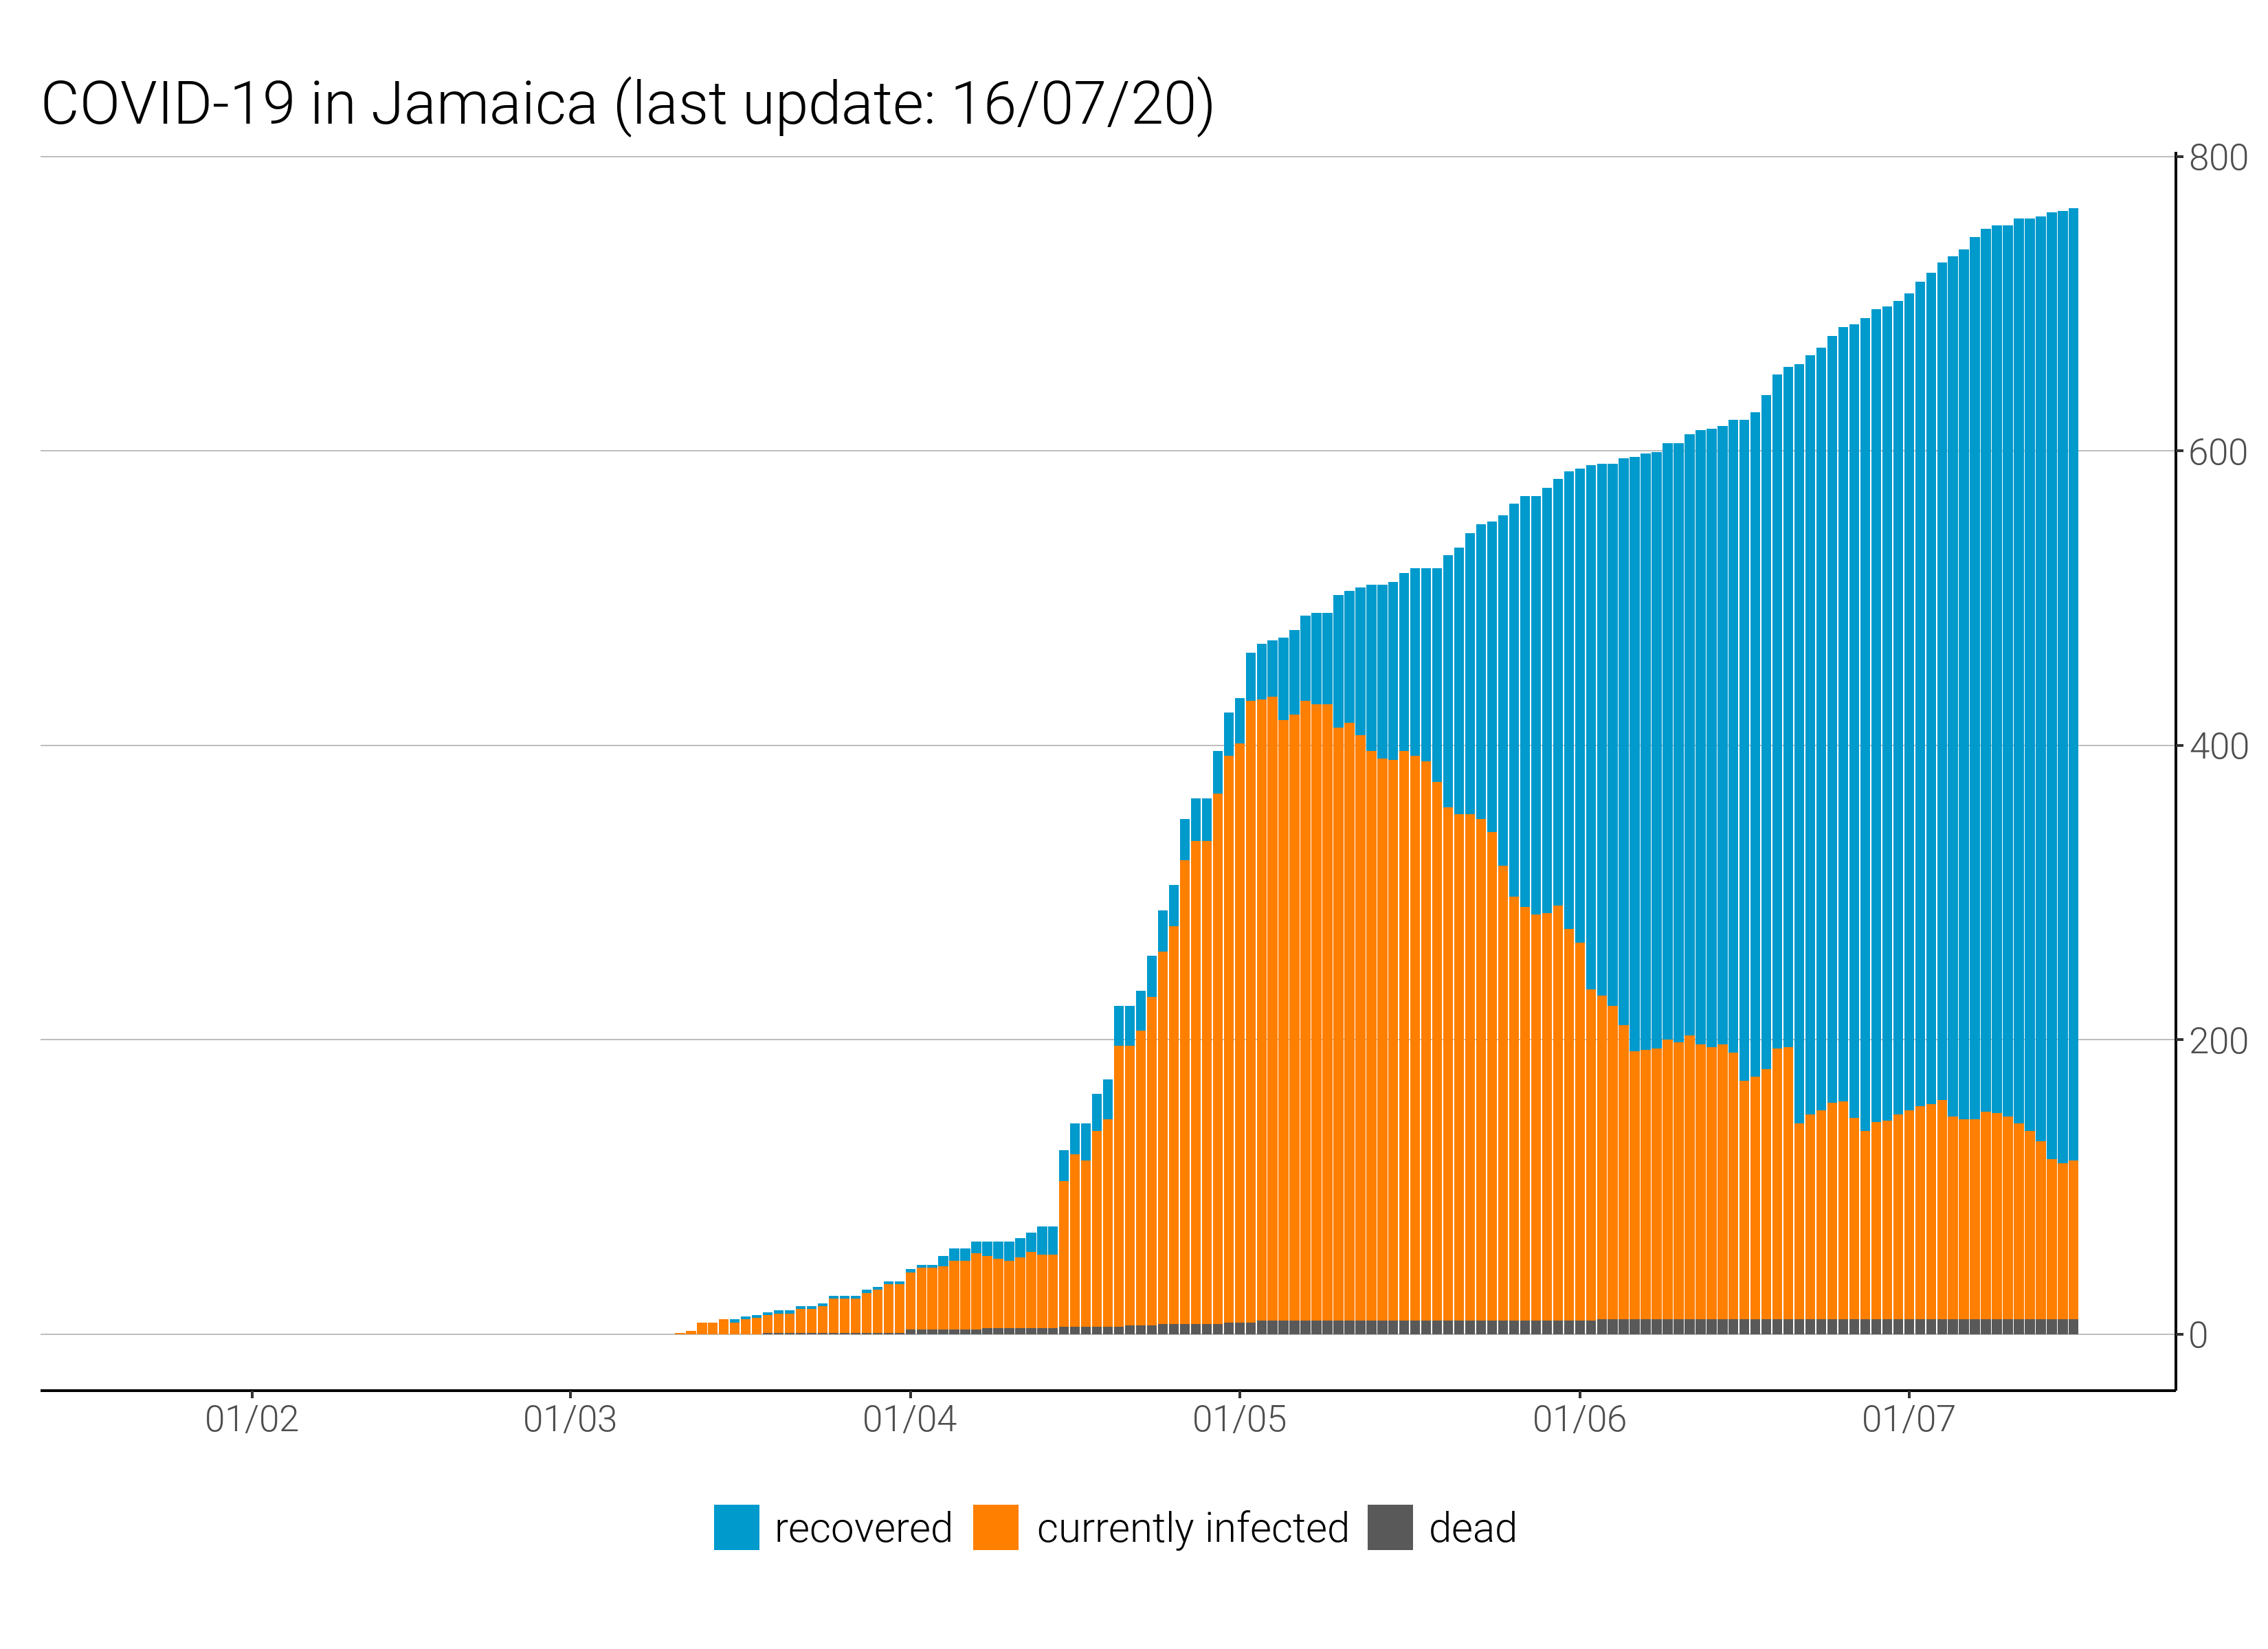 COVID-19 in Jamaica (last update: 16/07/20)
800
600
400
200
0
01/02 01/03 01/04 01/05 01/06 01/07
recovered currently infected dead